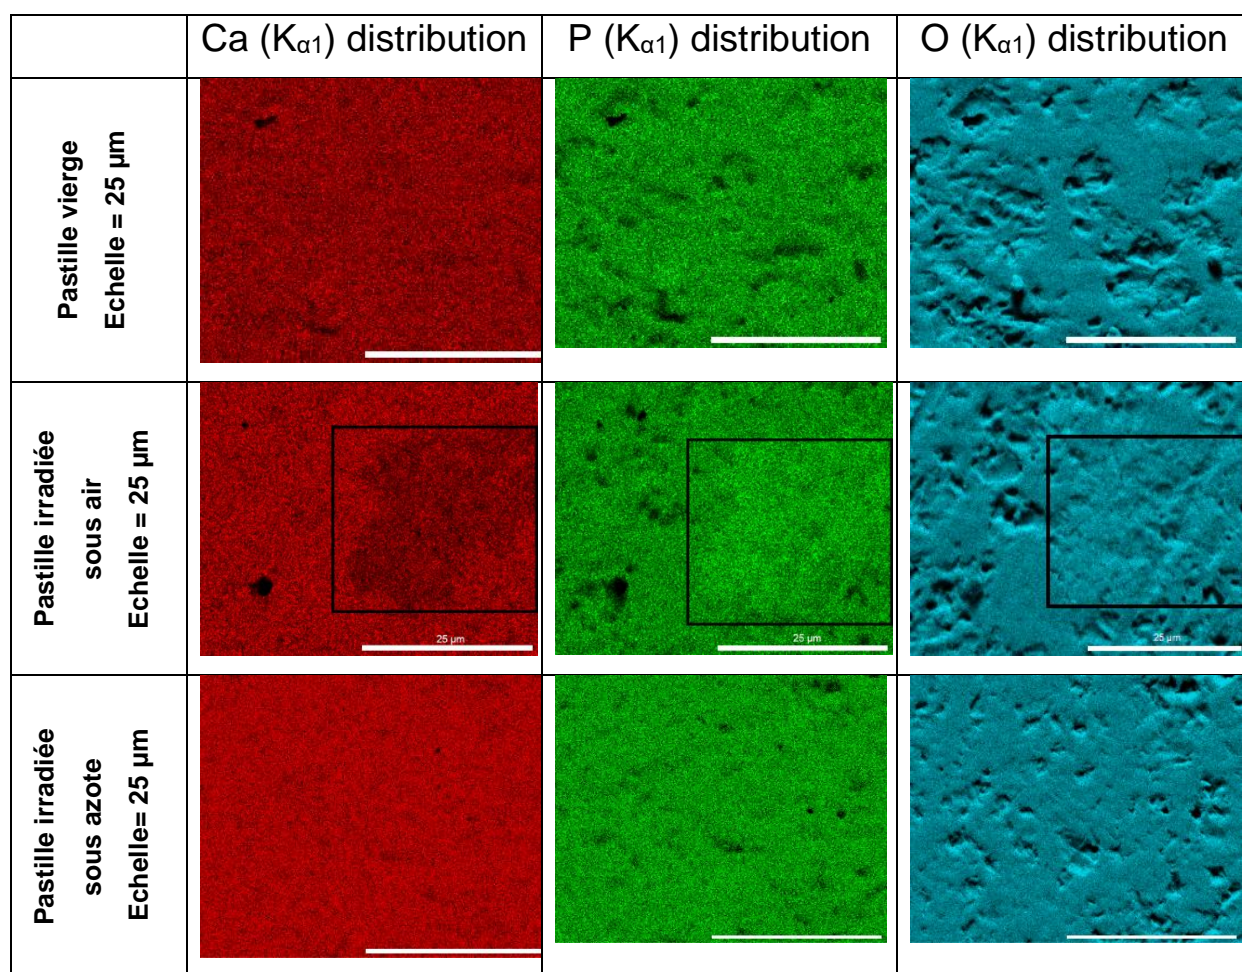 Ca (Kα1) distribution
P (Kα1) distribution
O (Kα1) distribution
Pastille vierge
Echelle = 25 µm
Pastille irradiée
sous air
Echelle = 25 µm
25 µm
25 µm
25 µm
Pastille irradiée
sous azote
Echelle= 25 µm